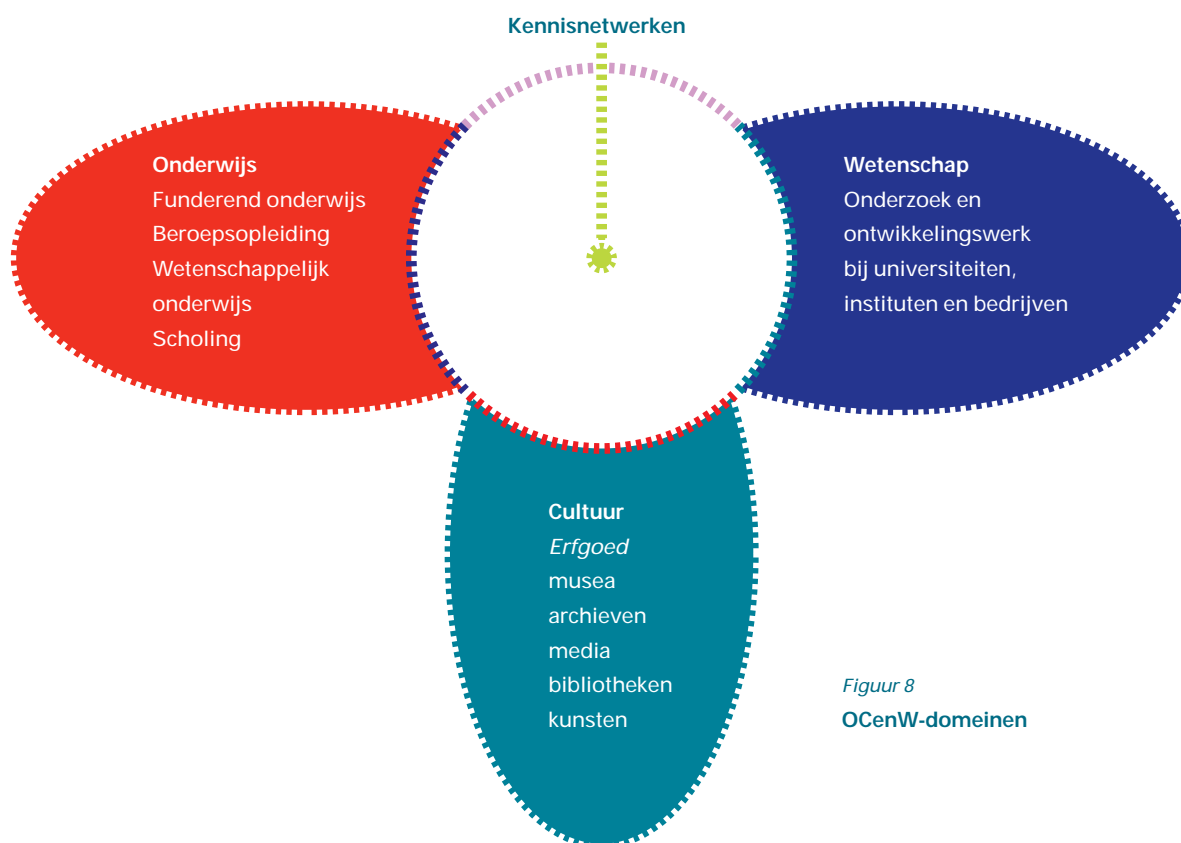 Kennisnetwerken
Onderwijs
Funderend onderwijs
Beroepsopleiding
Wetenschappelijk
onderwijs
Scholing
Wetenschap
Onderzoek en
ontwikkelingswerk
bij universiteiten,
instituten en bedrijven
Cultuur
Erfgoed
musea
archieven
media
bibliotheken
kunsten
Figuur 8
OCenW-domeinen